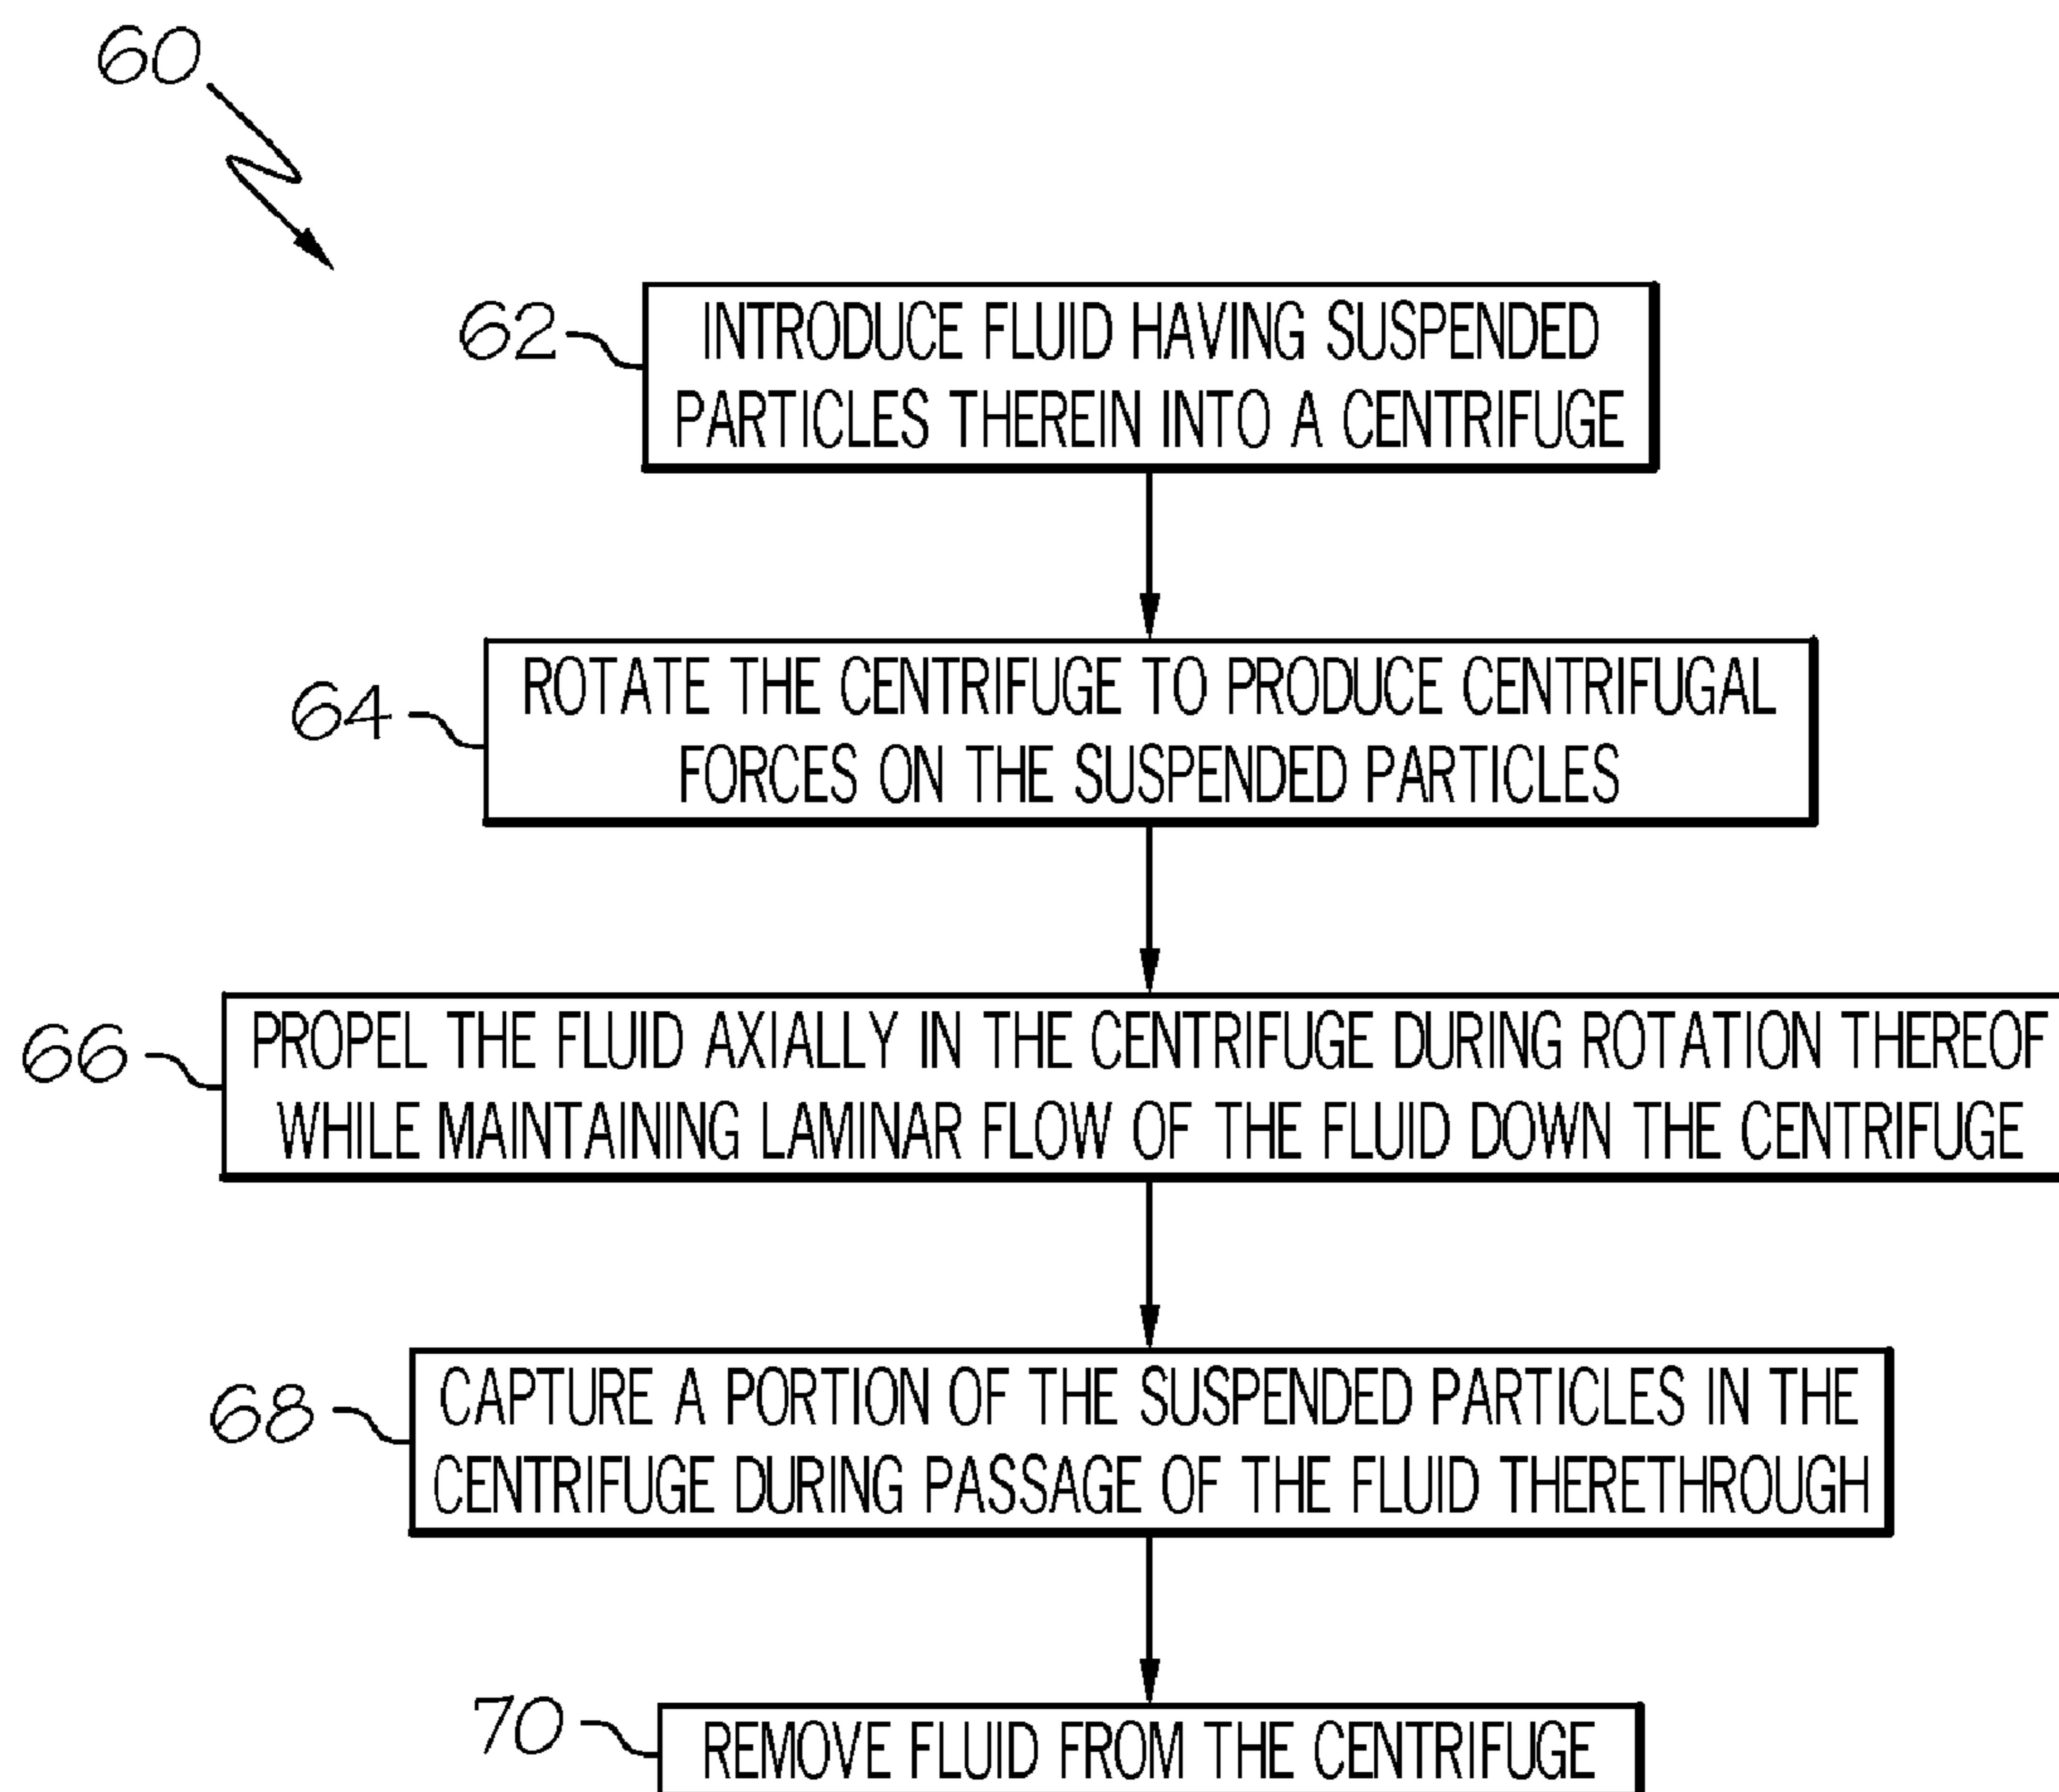 60
62
INTRODUCE FLUID HAVING SUSPENDED
PARTICLES THEREIN INTO A CENTRIFUGE
64
ROTATE THE CENTRIFUGE TO PRODUCE CENTRIFUGAL
FORCES ON THE SUSPENDED PARTICLES
66
PROPEL THE FLUID AXIALLY IN THE CENTRIFUGE DURING ROTATION THEREOF
WHILE MAINTAINING LAMINAR FLOW OF THE FLUID DOWN THE CENTRIFUGE
68
CAPTURE A PORTION OF THE SUSPENDED PARTICLES IN THE
CENTRIFUGE DURING PASSAGE OF THE FLUID THERETHROUGH
70
REMOVE FLUID FROM THE CENTRIFUGE